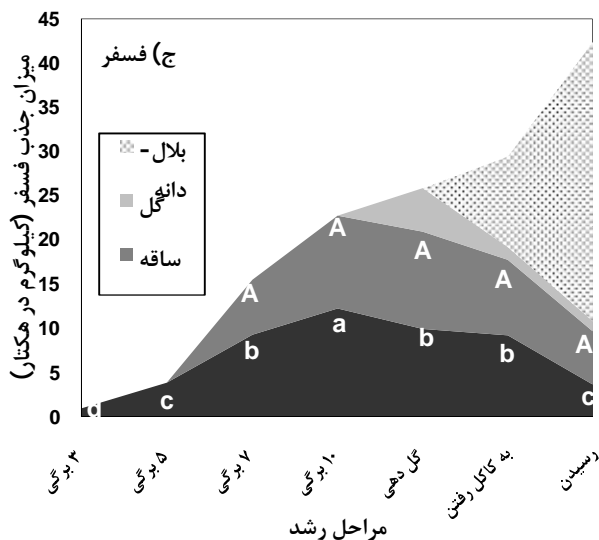 ج) فسفر
میزان جذب فسفر (کیلوگرم در هکتار)
45
40
35
30
25
20
15
10
5
0
بلال-
دانه
گل
ساقه
A
A
A
A
A
d
c
b
a
b
b
c
۳ برگی
۵ برگی
۷ برگی
۱۰ برگی
گل دهی
به کاکل رفتن
رسیدن
مراحل رشد